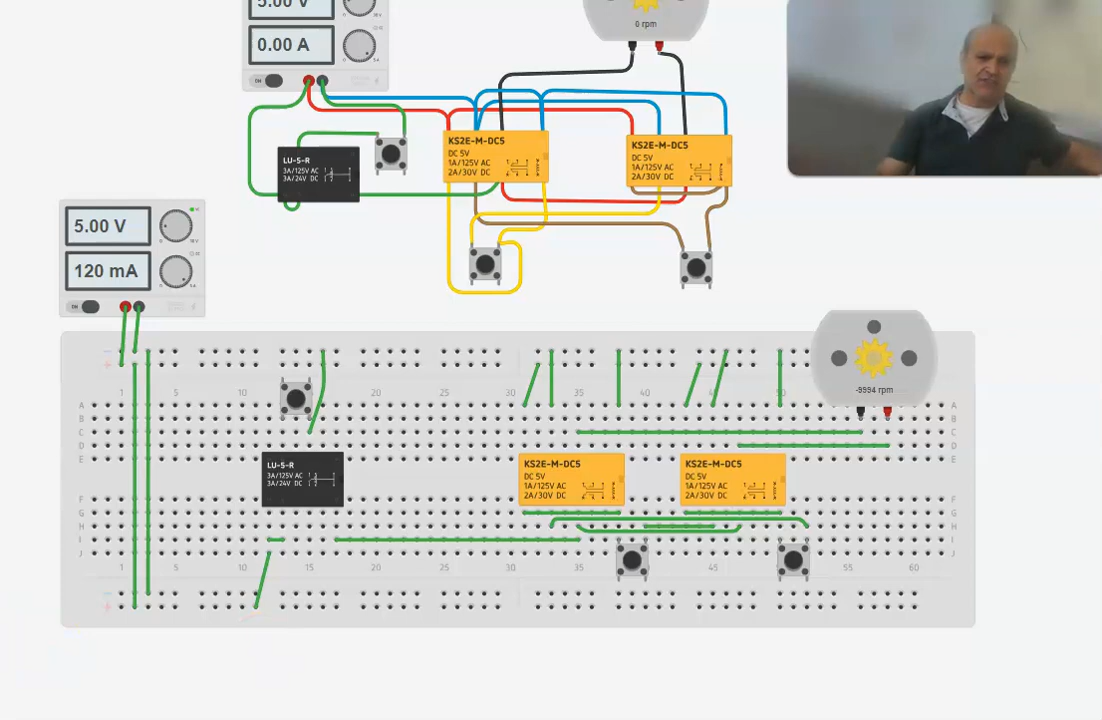 5.00 V
0 rpm
0.00 A
ON
KS2E-M-DC5
DC 5V
1A/125V AC
2A/30V DC
KS2E-M-DC5
DC 5V
1A/125V AC
2A/30V DC
LU-5-R
3A/125V AC
3A/24V DC
5.00 V
120 mA
ON
-9994 rpm
1 5 10 15 20 25 30 35 40 45 50
A A
B B
C C
D D
E E
LU-5-R
3A/125V AC
3A/24V DC
KS2E-M-DC5
DC 5V
1A/125V AC
2A/30V DC
KS2E-M-DC5
DC 5V
1A/125V AC
2A/30V DC
F F
G G
H H
I I
J J
1 5 10 15 20 25 30 35 45 55 60